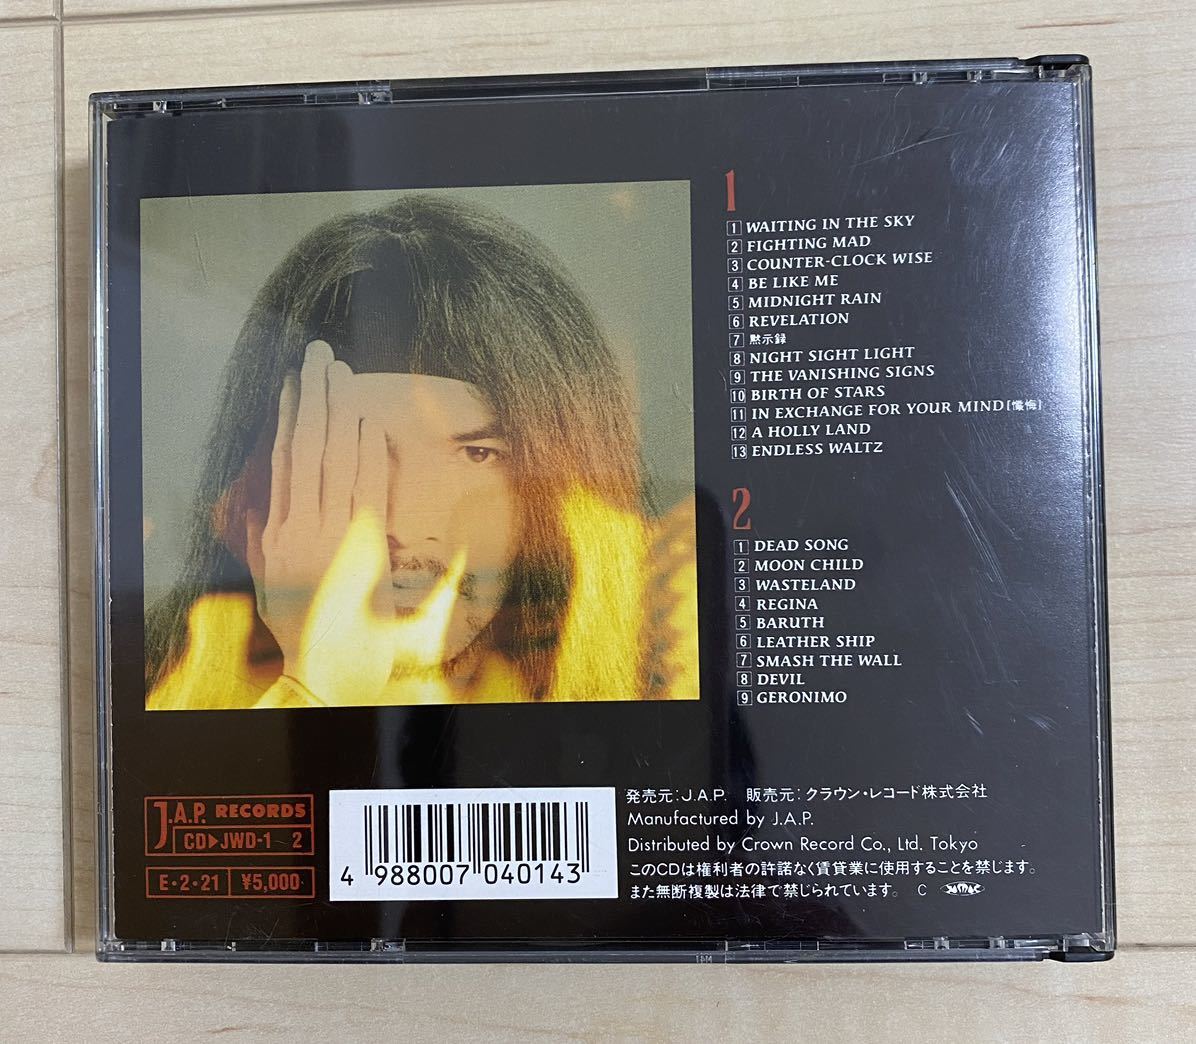 1
1 WAITING IN THE SKY
2 FIGHTING MAD
3 COUNTER-CLOCK WISE
4 BE LIKE ME
5 MIDNIGHT RAIN
6 REVELATION
7 黙示録
8 NIGHT SIGHT LIGHT
9 THE VANISHING SIGNS
10 BIRTH OF STARS
11 IN EXCHANGE FOR YOUR MIND[懺悔]
12 A HOLLY LAND
13 ENDLESS WALTZ
2
1 DEAD SONG
2 MOON CHILD
3 WASTELAND
4 REGINA
5 BARUTH
6 LEATHER SHIP
7 SMASH THE WALL
8 DEVIL
9 GERONIMO
J.A.P. RECORDS
CD▶JWD-1 2
E・2・21 ¥5,000
4 988007 040143
発売元:J.A.P. 販売元:クラウン・レコード株式会社
Manufactured by J.A.P.
Distributed by Crown Record Co., Ltd. Tokyo
このCDは権利者の許諾なく賃貸業に使用することを禁じます。
また無断複製は法律で禁じられています。 C